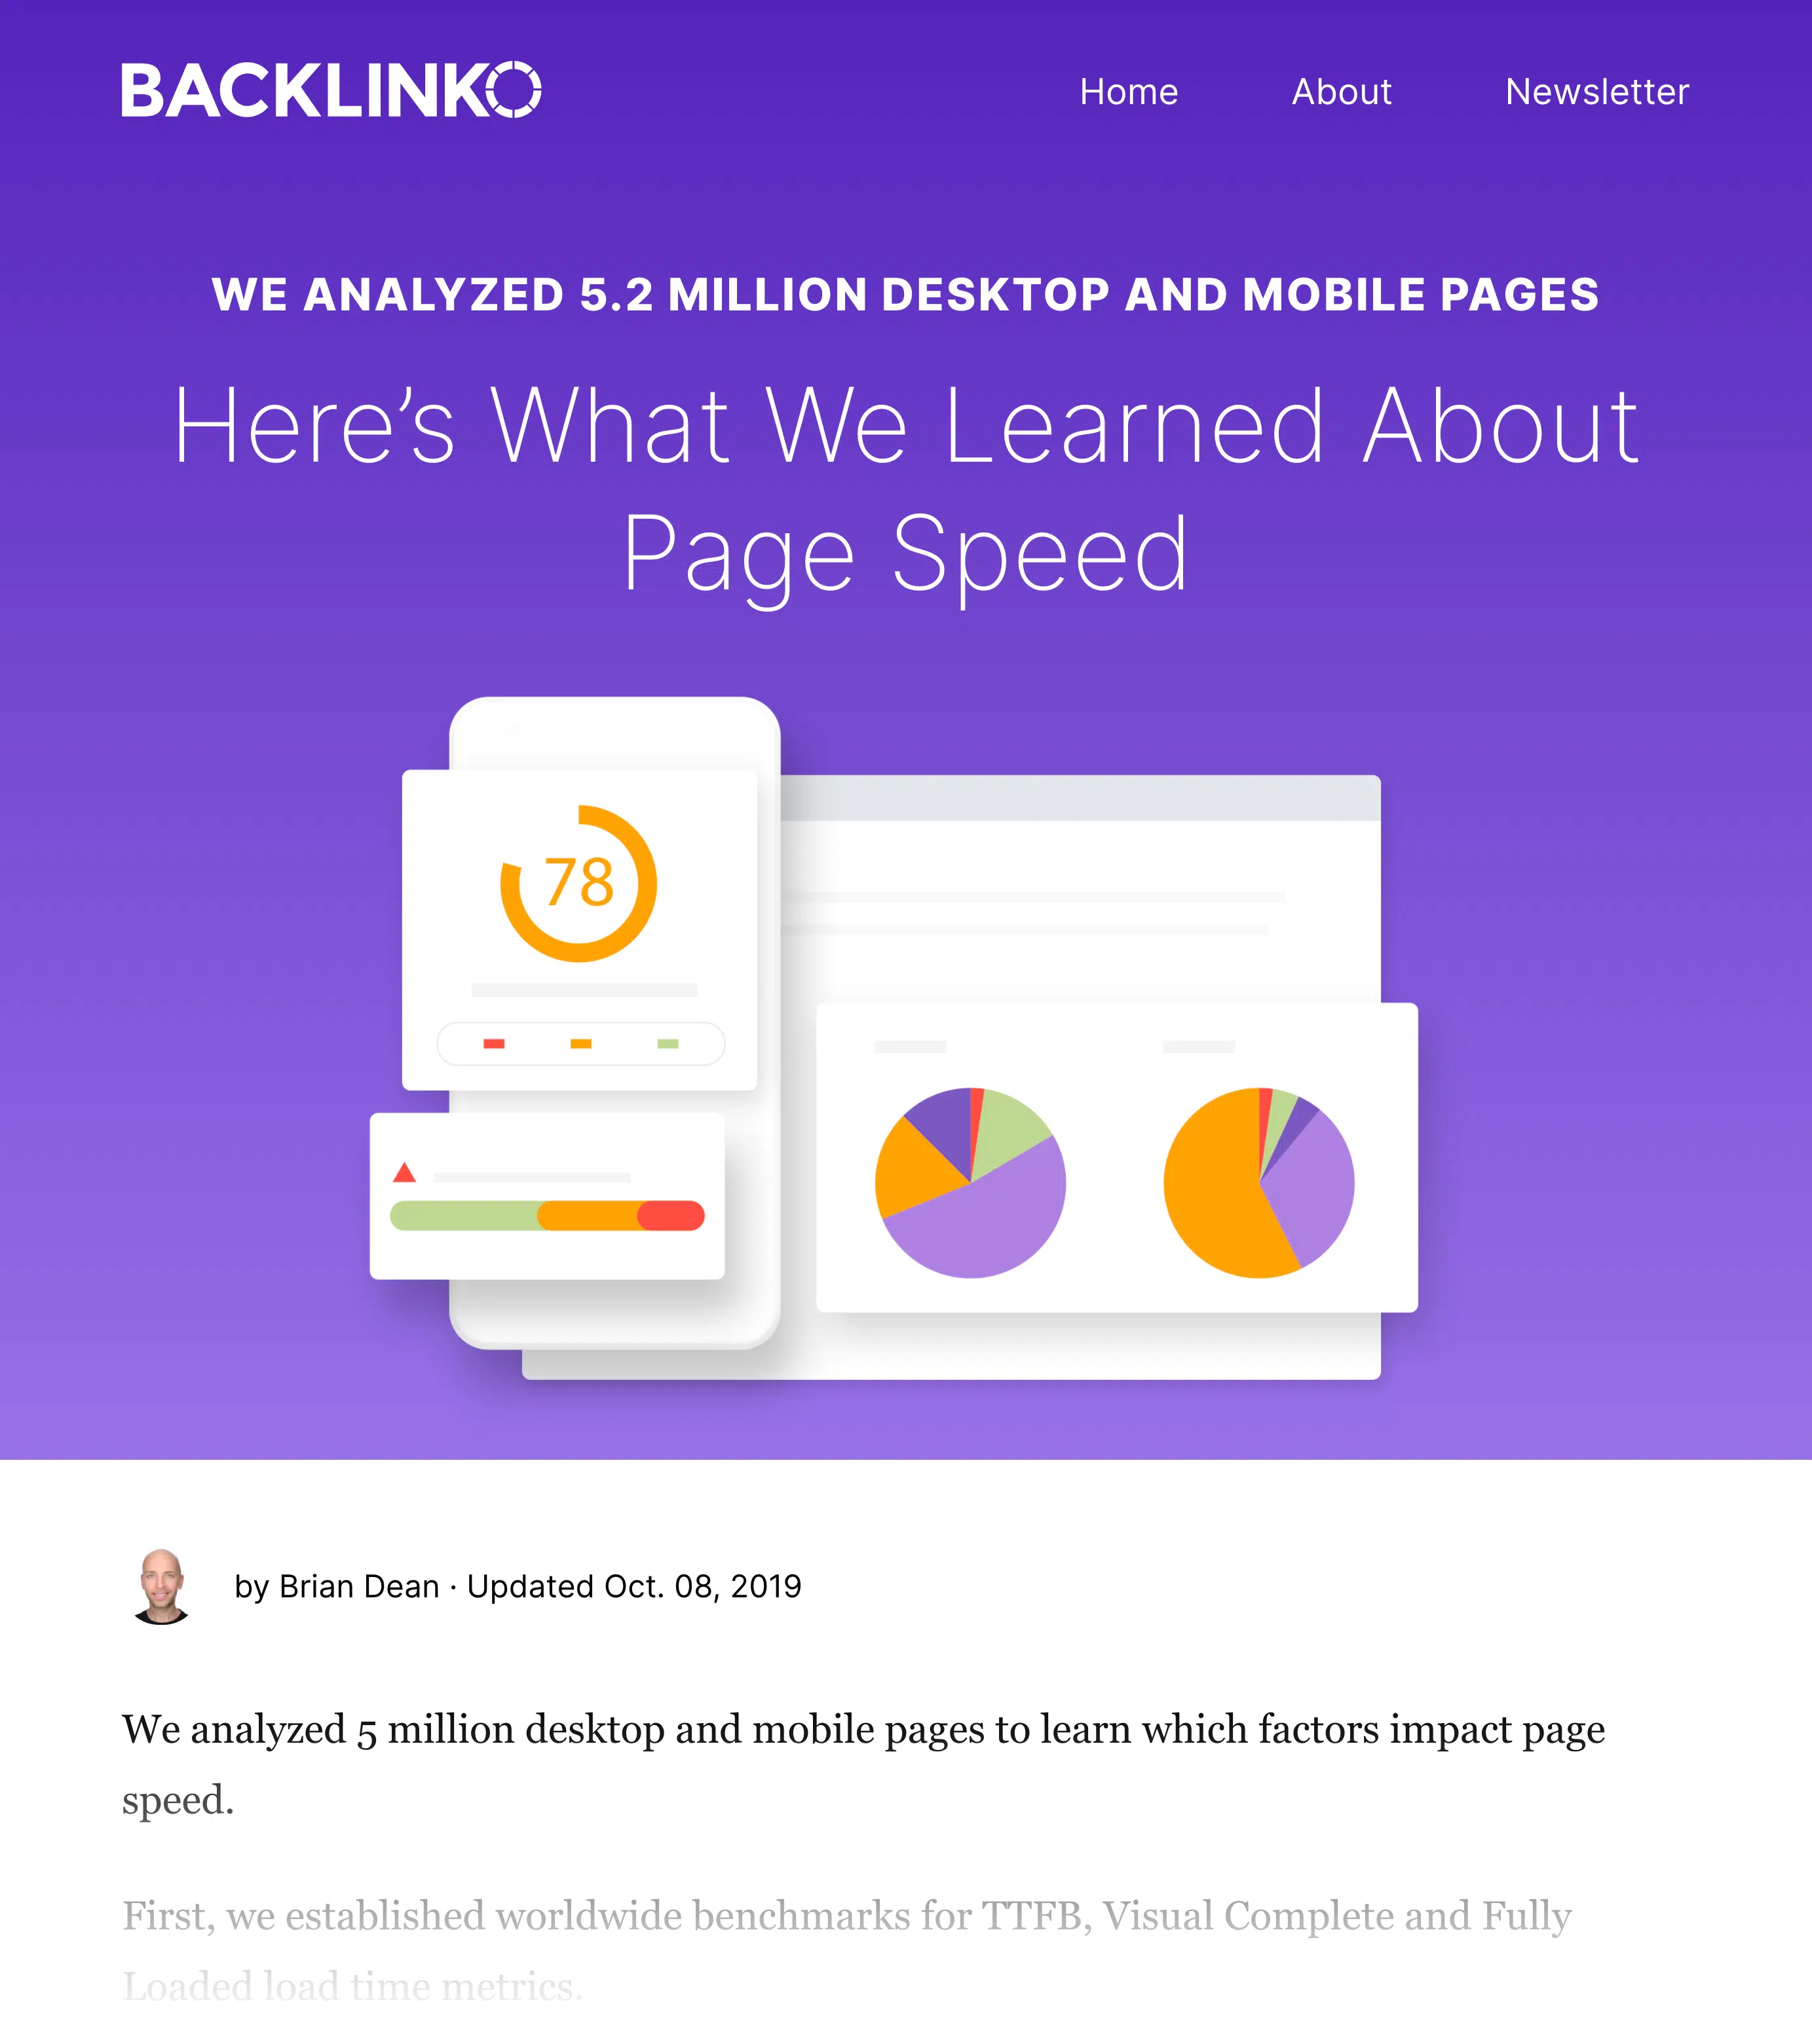 BACKLINKO
Home About Newsletter
WE ANALYZED 5.2 MILLION DESKTOP AND MOBILE PAGES
Here’s What We Learned About
Page Speed
78
by Brian Dean · Updated Oct. 08, 2019
We analyzed 5 million desktop and mobile pages to learn which factors impact page
speed.
First, we established worldwide benchmarks for TTFB, Visual Complete and Fully
Loaded load time metrics.